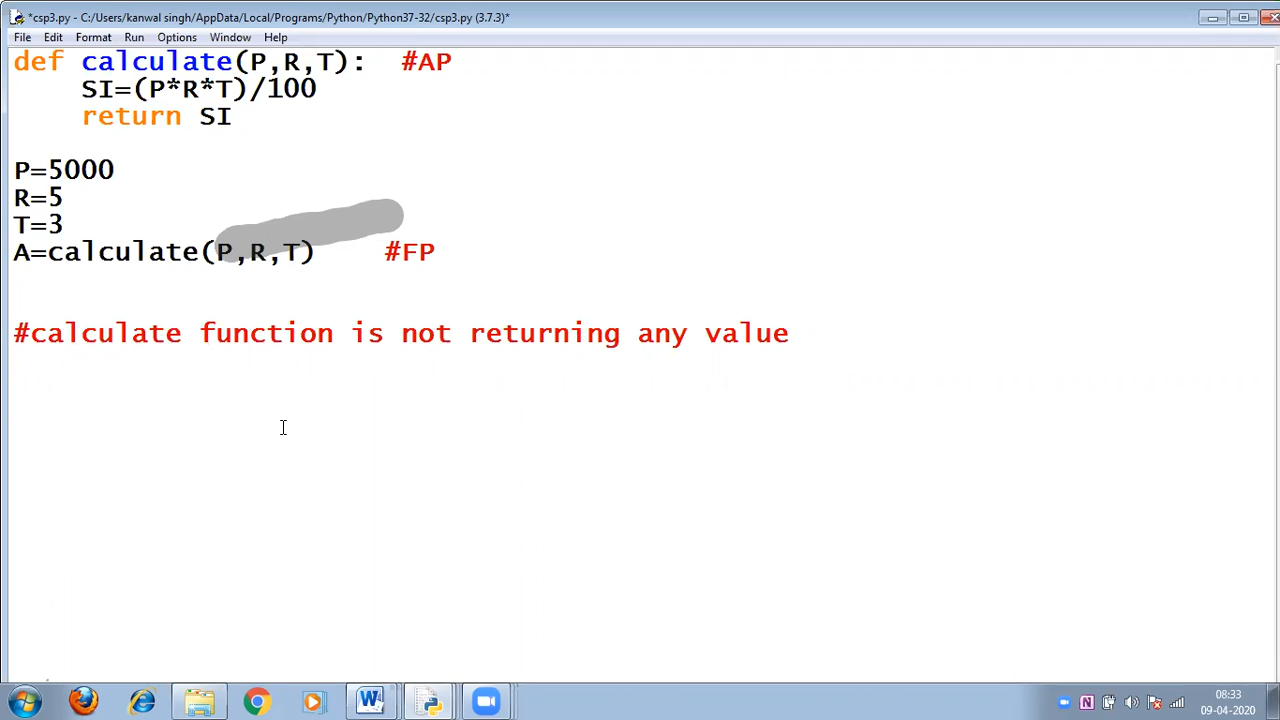 *csp3.py - C:/Users/kanwal singh/AppData/Local/Programs/Python/Python37-32/csp3.py (3.7.3)*
File Edit Format Run Options Window Help
def calculate(P,R,T):  #AP
    SI=(P*R*T)/100
    return SI
P=5000
R=5
T=3
A=calculate(P,R,T)    #FP
#calculate function is not returning any value
W
N
08:33
09-04-2020